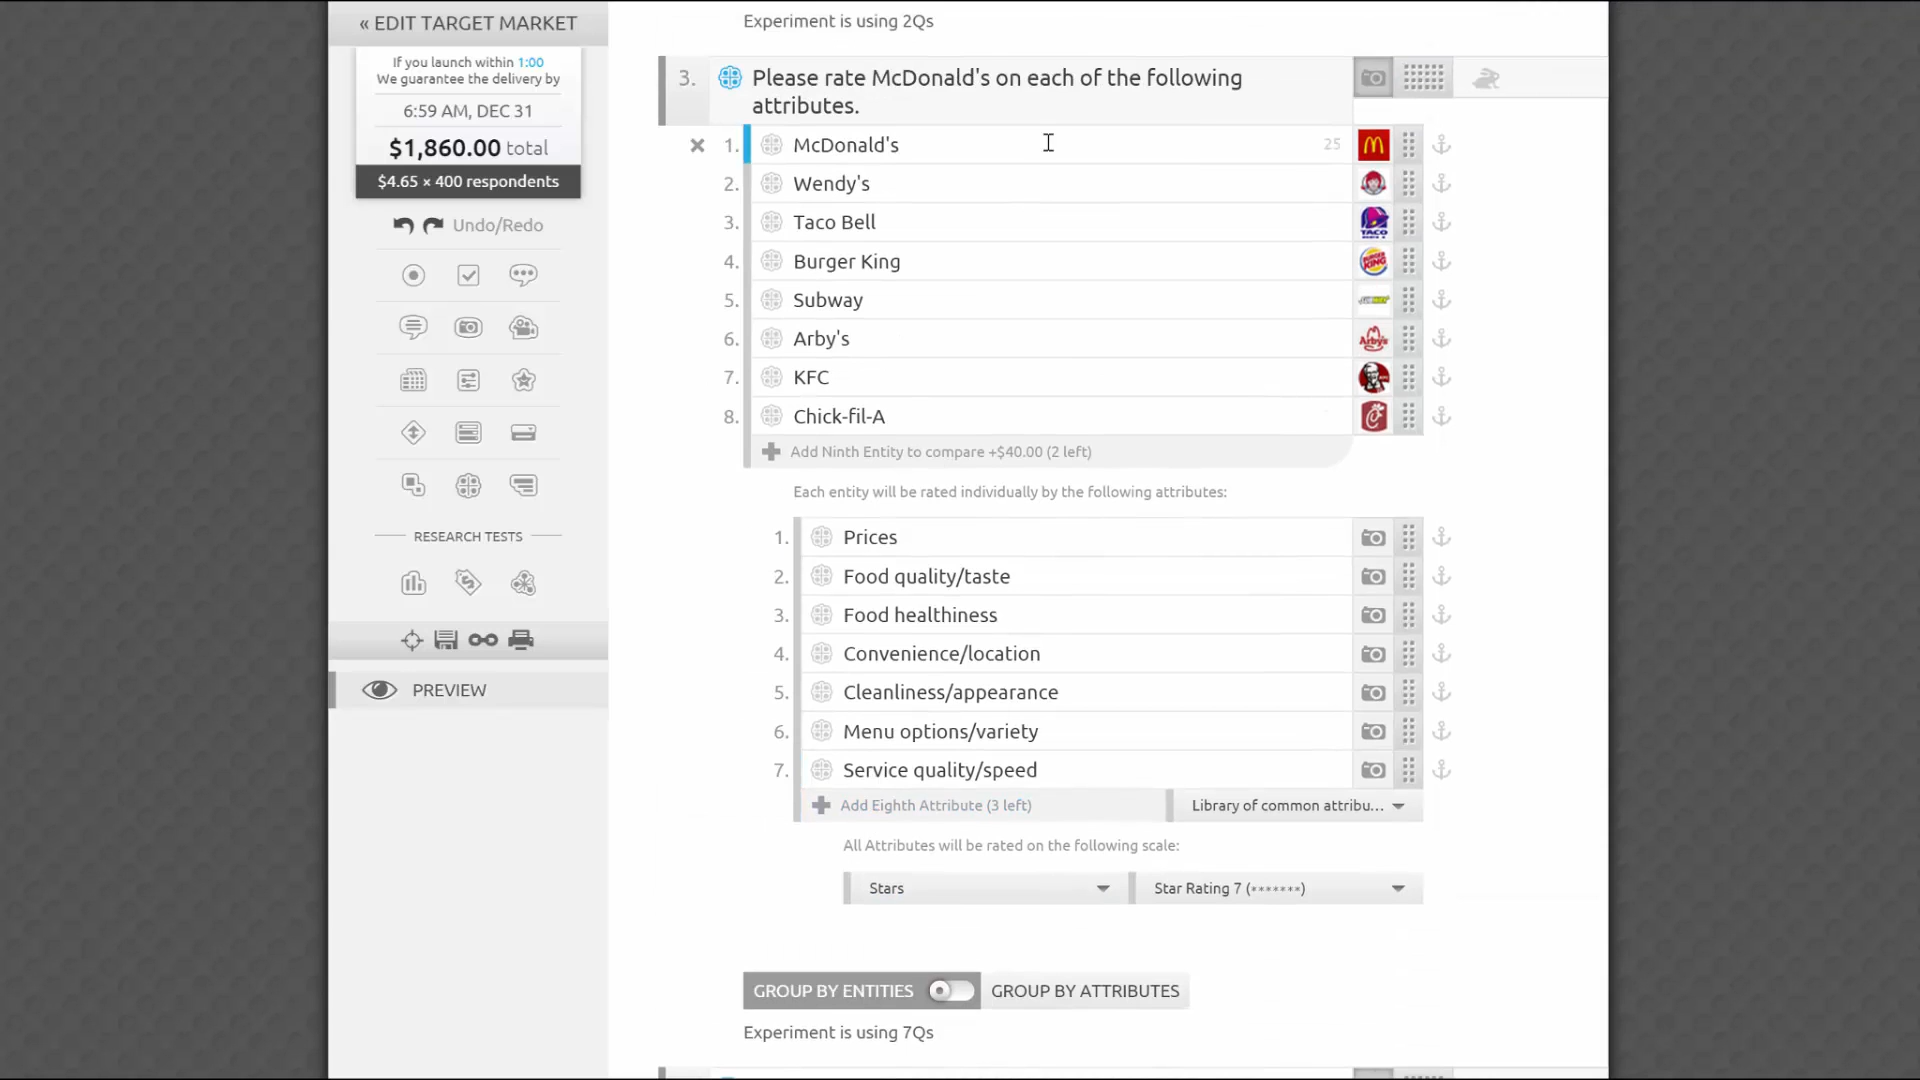 « EDIT TARGET MARKET
If you launch within 1:00
We guarantee the delivery by
6:59 AM, DEC 31
$1,860.00 total
$4.65 × 400 respondents
Undo/Redo
RESEARCH TESTS
PREVIEW
Experiment is using 2Qs
3. Please rate McDonald's on each of the following
attributes.
1. McDonald's 25
2. Wendy's
3. Taco Bell
TACO
4. Burger King
BURGER
KING
5. Subway
6. Arby's
Arby's
7. KFC
8. Chick-fil-A
Add Ninth Entity to compare +$40.00 (2 left)
Each entity will be rated individually by the following attributes:
1. Prices
2. Food quality/taste
3. Food healthiness
4. Convenience/location
5. Cleanliness/appearance
6. Menu options/variety
7. Service quality/speed
Add Eighth Attribute (3 left) Library of common attribu...
All Attributes will be rated on the following scale:
Stars Star Rating 7 (*******)
GROUP BY ENTITIES GROUP BY ATTRIBUTES
Experiment is using 7Qs